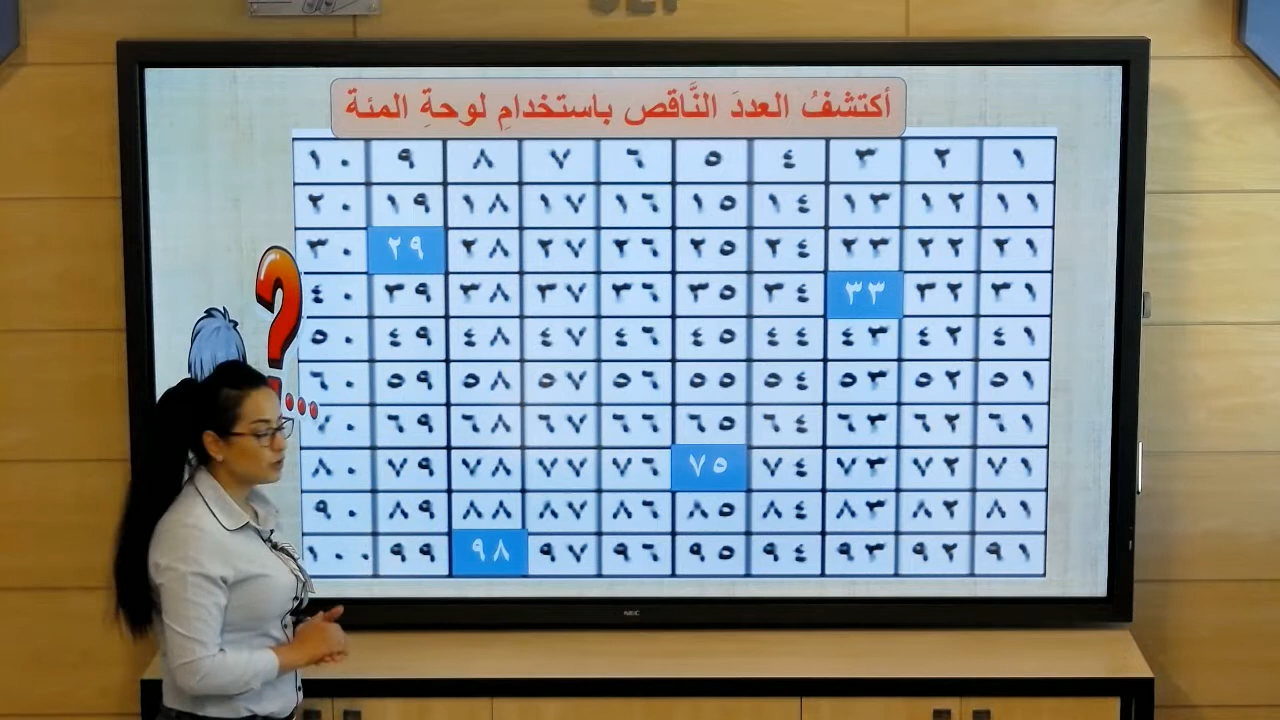 أكتشفُ العددَ النَّاقص باستخدامِ لوحةِ المئة
١ ٢ ٣ ٤ ٥ ٦ ٧ ٨ ٩ ١٠
١١ ١٢ ١٣ ١٤ ١٥ ١٦ ١٧ ١٨ ١٩ ٢٠
٢١ ٢٢ ٢٣ ٢٤ ٢٥ ٢٦ ٢٧ ٢٨ ٢٩ ٣٠
٣١ ٣٢ ٣٣ ٣٤ ٣٥ ٣٦ ٣٧ ٣٨ ٣٩ ٤٠
٤١ ٤٢ ٤٣ ٤٤ ٤٥ ٤٦ ٤٧ ٤٨ ٤٩ ٥٠
٥١ ٥٢ ٥٣ ٥٤ ٥٥ ٥٦ ٥٧ ٥٨ ٥٩ ٦٠
٦١ ٦٢ ٦٣ ٦٤ ٦٥ ٦٦ ٦٧ ٦٨ ٦٩ ٧٠
٧١ ٧٢ ٧٣ ٧٤ ٧٥ ٧٦ ٧٧ ٧٨ ٧٩ ٨٠
٨١ ٨٢ ٨٣ ٨٤ ٨٥ ٨٦ ٨٧ ٨٨ ٨٩ ٩٠
٩١ ٩٢ ٩٣ ٩٤ ٩٥ ٩٦ ٩٧ ٩٨ ٩٩ ١٠٠
NEC